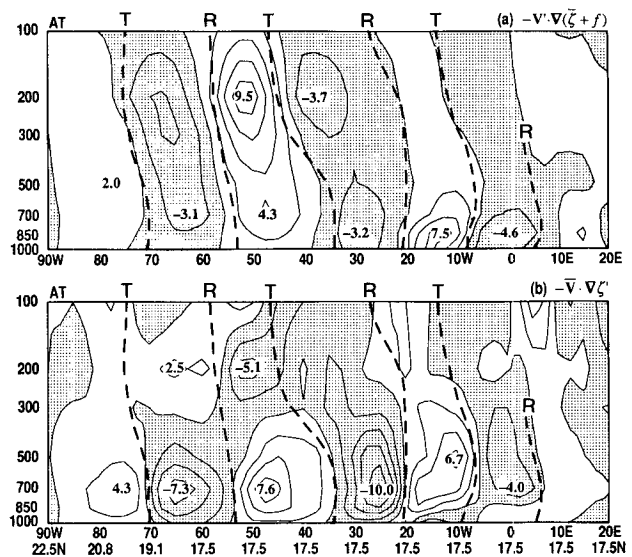 AT T R T R T (a) −V'·∇(ζ̄ + f)
100
200
300
500
700
850
1000
9.5 −3.7
R
2.0
−3.1 4.3 −3.2 7.5 −4.6
90W 80 70 60 50 40 30 20 10W 0 10E 20E
AT T R T R T (b) −V̄·∇ζ'
100
200
300
500
700
850
1000
2.5 −5.1
R
6.7
4.3 −7.3 7.6 −10.0 −4.0
90W 80 70 60 50 40 30 20 10W 0 10E 20E
22.5N 20.8 19.1 17.5 17.5 17.5 17.5 17.5 17.5 17.5 17.2 17.5N